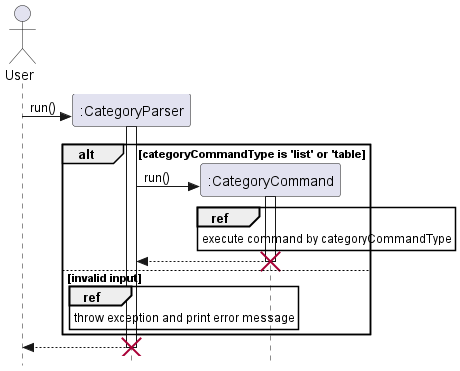 User
run()
:CategoryParser
alt [categoryCommandType is 'list' or 'table]
run()
:CategoryCommand
ref
execute command by categoryCommandType
[invalid input]
ref
throw exception and print error message